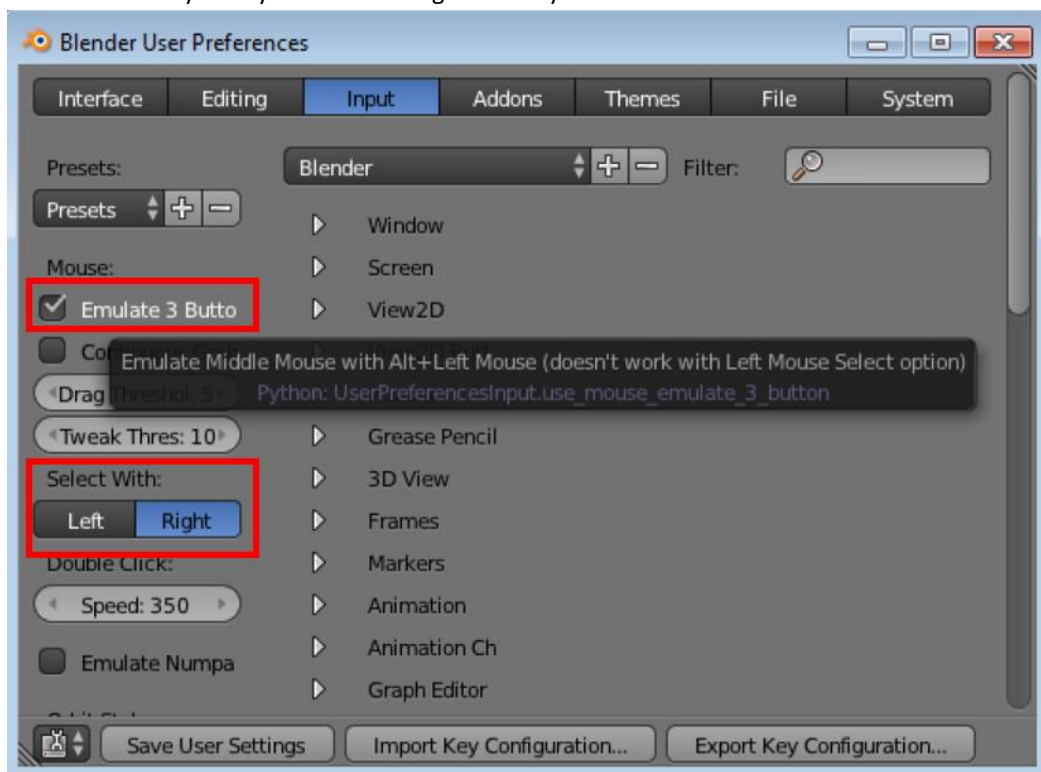 Blender User Preferences
Interface Editing Input Addons Themes File System
Presets: Blender Filter:
Presets
Window
Mouse: Screen
Emulate 3 Butto View2D
Emulate Middle Mouse with Alt+Left Mouse (doesn't work with Left Mouse Select option)
Drag Python: UserPreferencesInput.use_mouse_emulate_3_button
Tweak Thres: 10 Grease Pencil
Select With: 3D View
Left Right Frames
Double Click: Markers
Speed: 350 Animation
Emulate Numpa Animation Ch
Graph Editor
Save User Settings Import Key Configuration... Export Key Configuration...